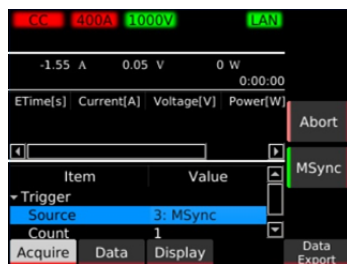 CC 400A 1000V LAN
-1.55 A 0.05 V 0 W
0:00:00
ETime[s] Current[A] Voltage[V] Power[W]
Abort
MSync
Item Value
Trigger
Source 3: MSync
Count 1
Acquire Data Display
Data
Export